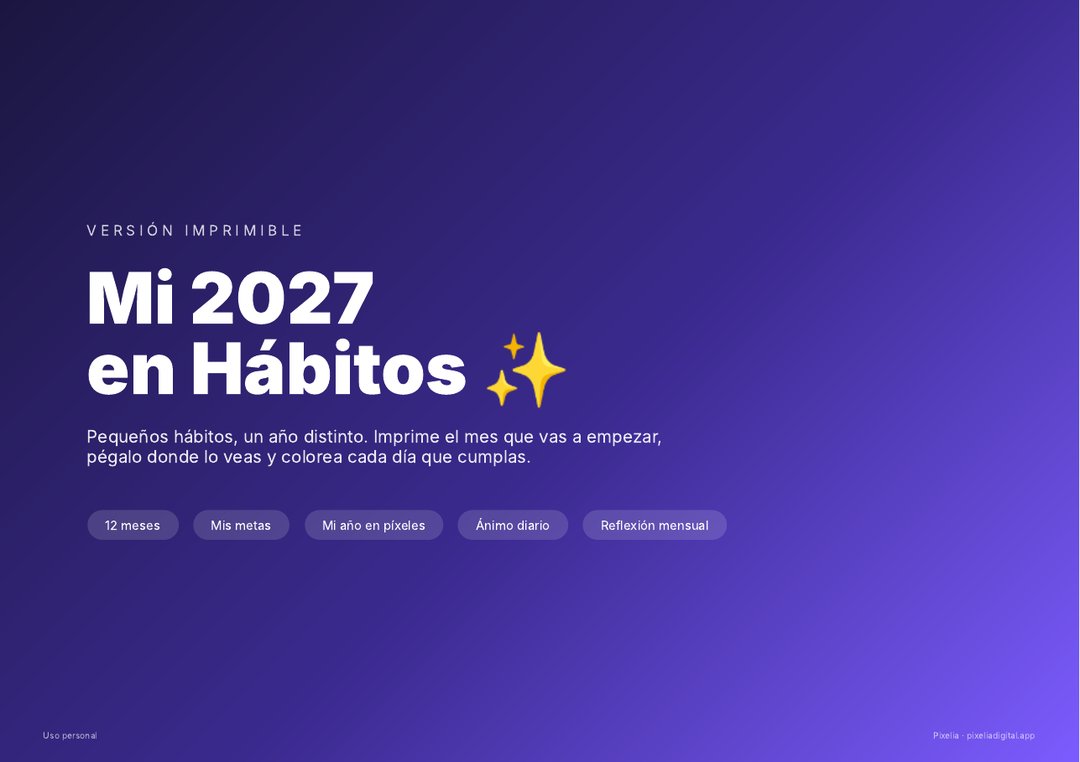 VERSIÓN IMPRIMIBLE
Mi 2027
en Hábitos ✨
Pequeños hábitos, un año distinto. Imprime el mes que vas a empezar,
pégalo donde lo veas y colorea cada día que cumplas.
12 meses Mis metas Mi año en píxeles Ánimo diario Reflexión mensual
Uso personal Pixelia · pixeliadigital.app